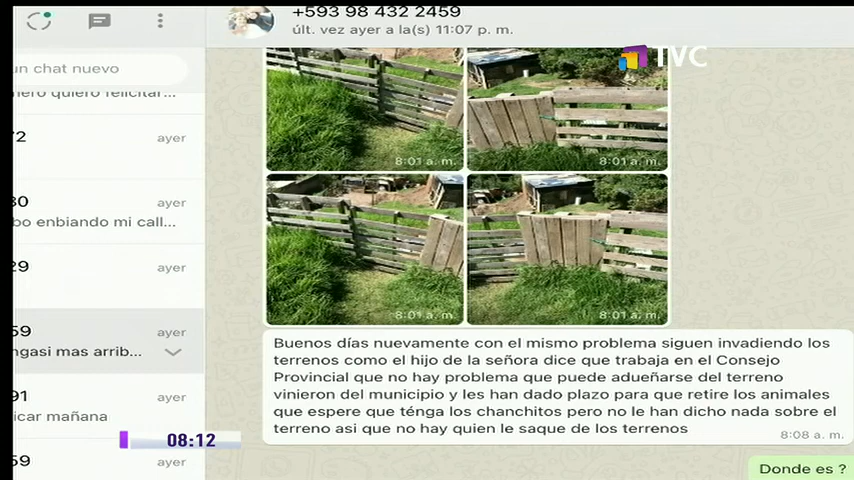 +593 98 432 2459
últ. vez ayer a la(s) 11:07 p. m.
TVC
un chat nuevo
nero quiero felicitar...
72
ayer
30
ayer
bo enbiando mi call...
29
ayer
59
ayer
ngasi mas arrib...
91
ayer
icar mañana
59
ayer
8:01 a. m.
8:01 a. m.
8:01 a. m.
8:01 a. m.
Buenos días nuevamente con el mismo problema siguen invadiendo los
terrenos como el hijo de la señora dice que trabaja en el Consejo
Provincial que no hay problema que puede adueñarse del terreno
vinieron del municipio y les han dado plazo para que retire los animales
que espere que ténga los chanchitos pero no le han dicho nada sobre el
terreno asi que no hay quien le saque de los terrenos
8:08 a. m.
Donde es ?
08:12